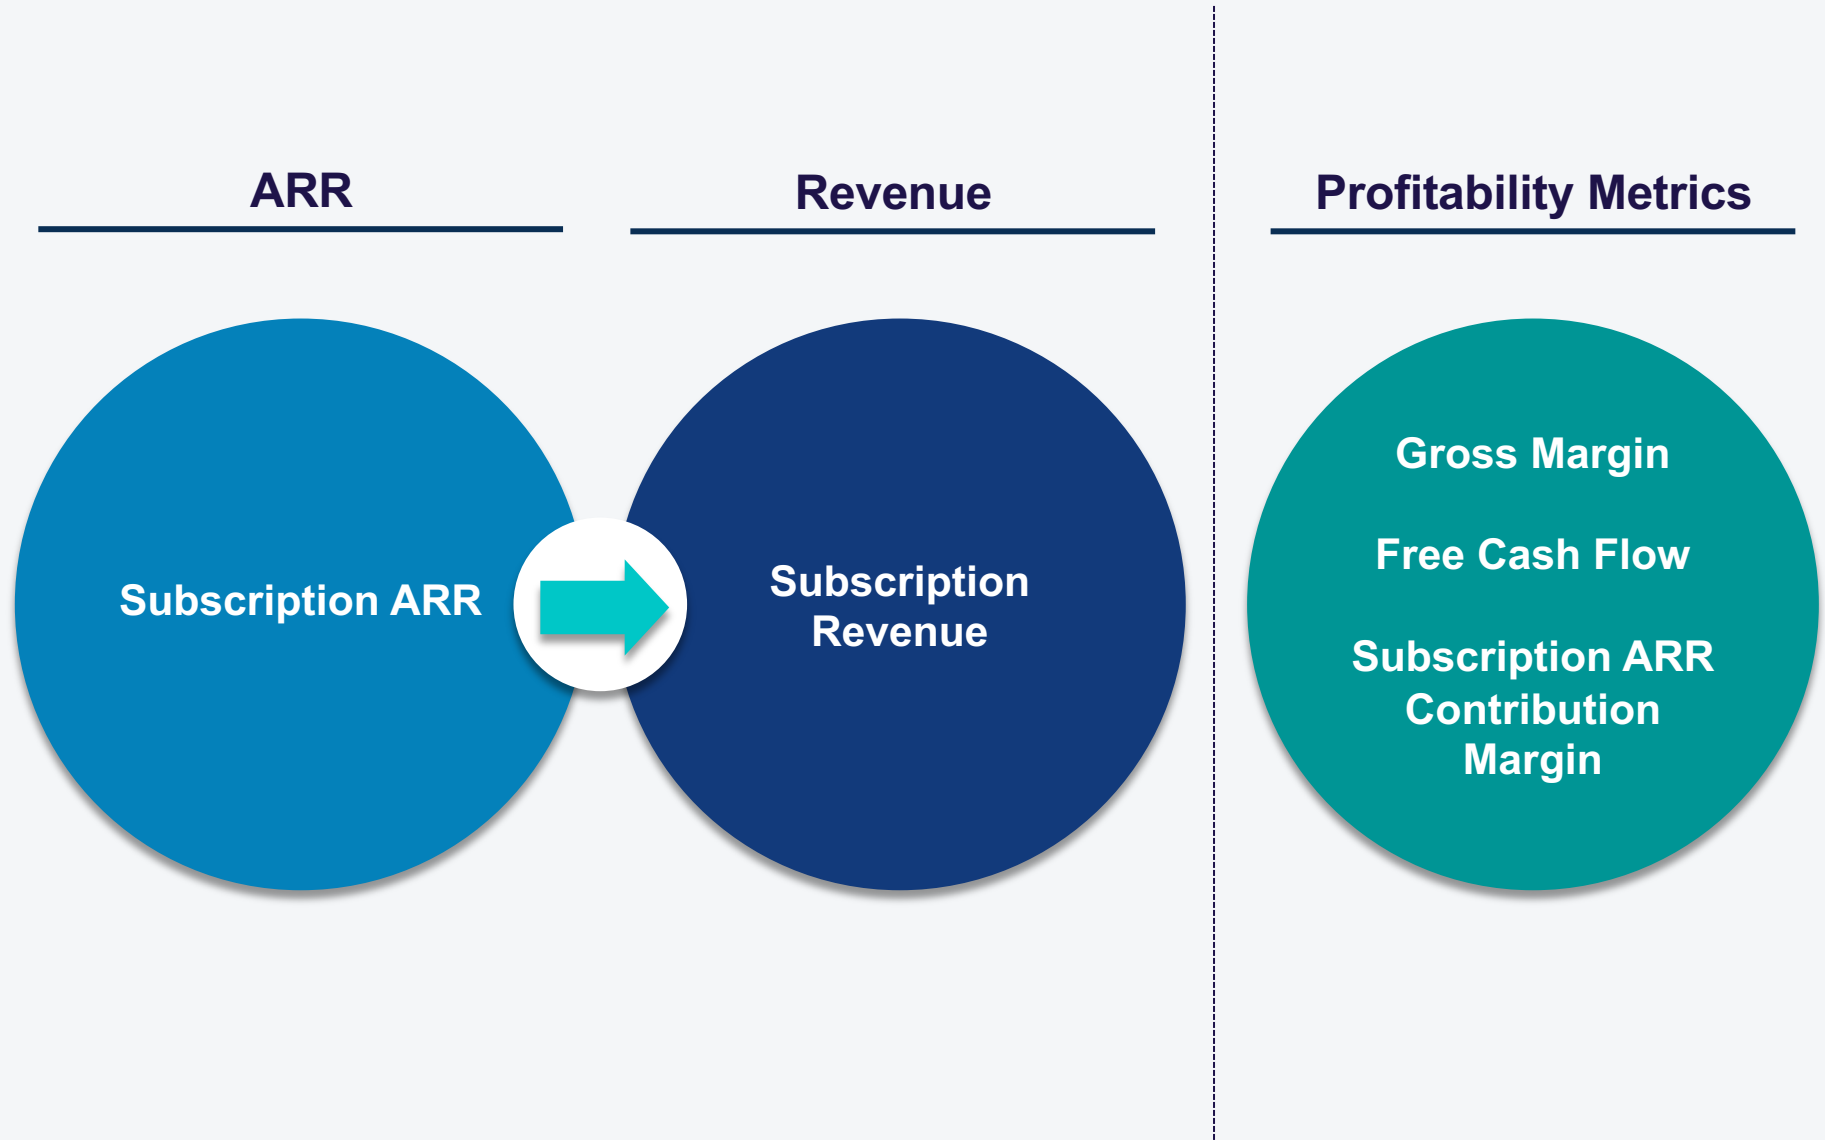 ARR
Revenue
Profitability Metrics
Subscription ARR
Subscription
Revenue
Gross Margin
Free Cash Flow
Subscription ARR
Contribution
Margin